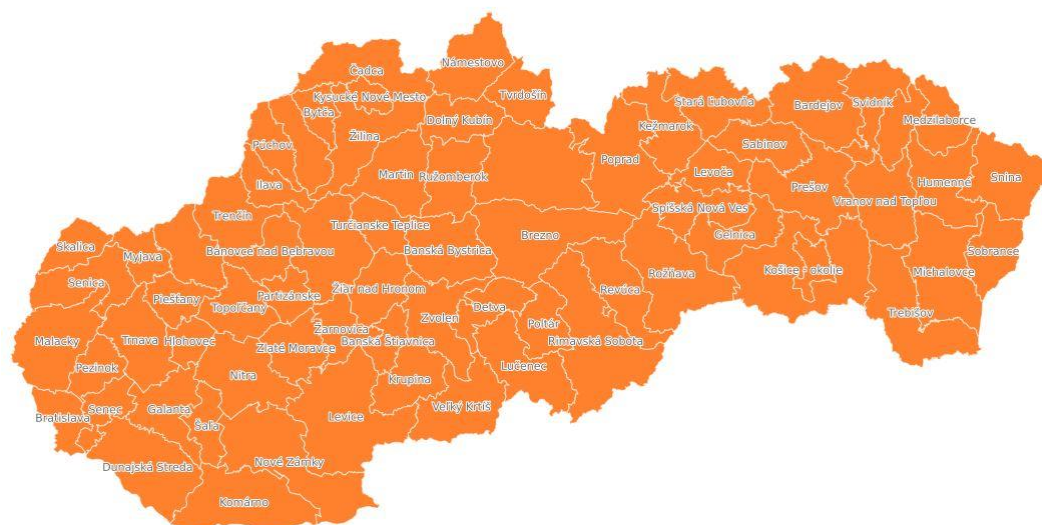 Námestovo
Čadca
Tvrdošín
Kysucké Nové Mesto
Bytča
Stará Ľubovňa
Bardejov
Svidník
Dolný Kubín
Medzilaborce
Kežmarok
Žilina
Púchov
Sabinov
Poprad
Levoča
Martin
Ružomberok
Snina
Ilava
Prešov
Humenné
Vranov nad Topľou
Spišská Nová Ves
Trenčín
Turčianske Teplice
Gelnica
Brezno
Skalica
Myjava
Bánovce nad Bebravou
Banská Bystrica
Sobrance
Košice - okolie
Michalovce
Rožňava
Senica
Žiar nad Hronom
Revúca
Partizánske
Piešťany
Topoľčany
Detva
Trebišov
Zvolen
Poltár
Žarnovica
Malacky
Trnava
Hlohovec
Banská Štiavnica
Rimavská Sobota
Zlaté Moravce
Lučenec
Pezinok
Nitra
Krupina
Veľký Krtíš
Senec
Galanta
Levice
Bratislava
Šaľa
Nové Zámky
Dunajská Streda
Komárno